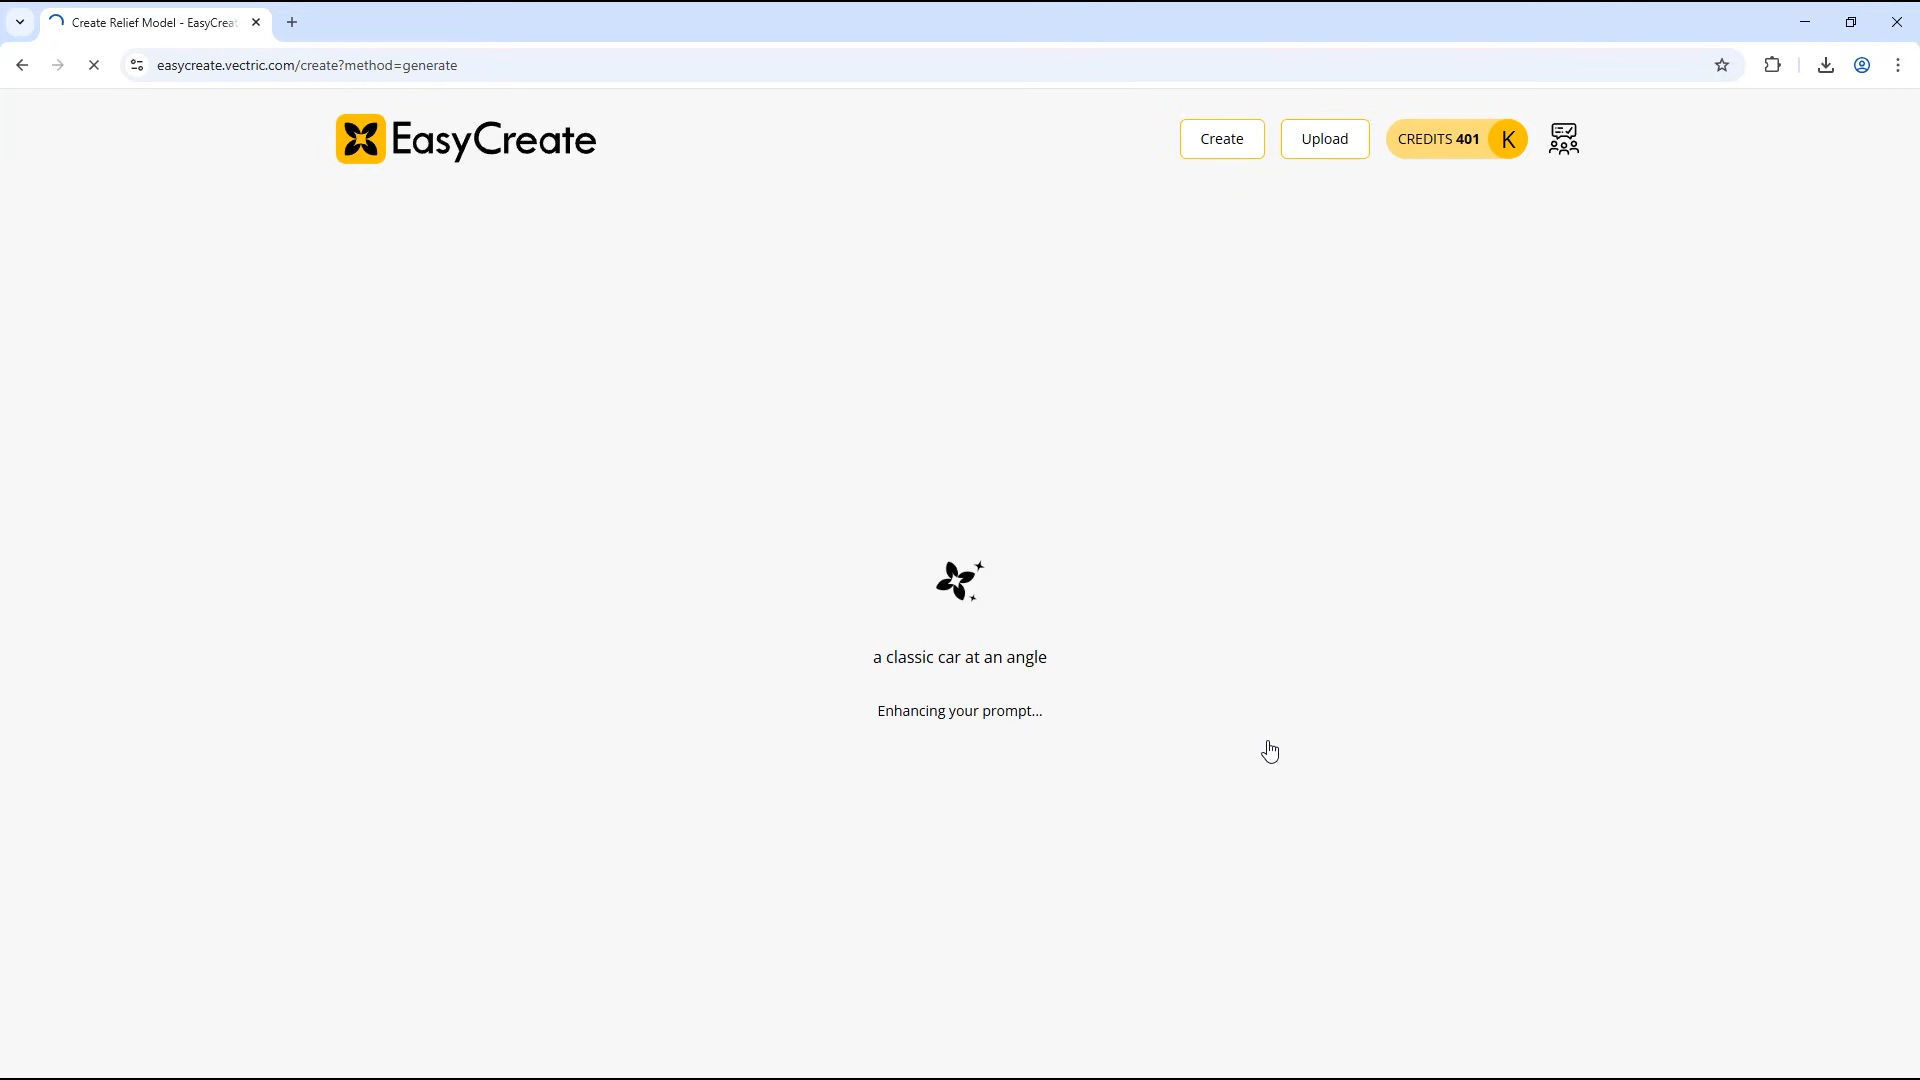 Create Relief Model - EasyCreat
easycreate.vectric.com/create?method=generate
EasyCreate
Create
Upload
CREDITS 401
K
a classic car at an angle
Enhancing your prompt...